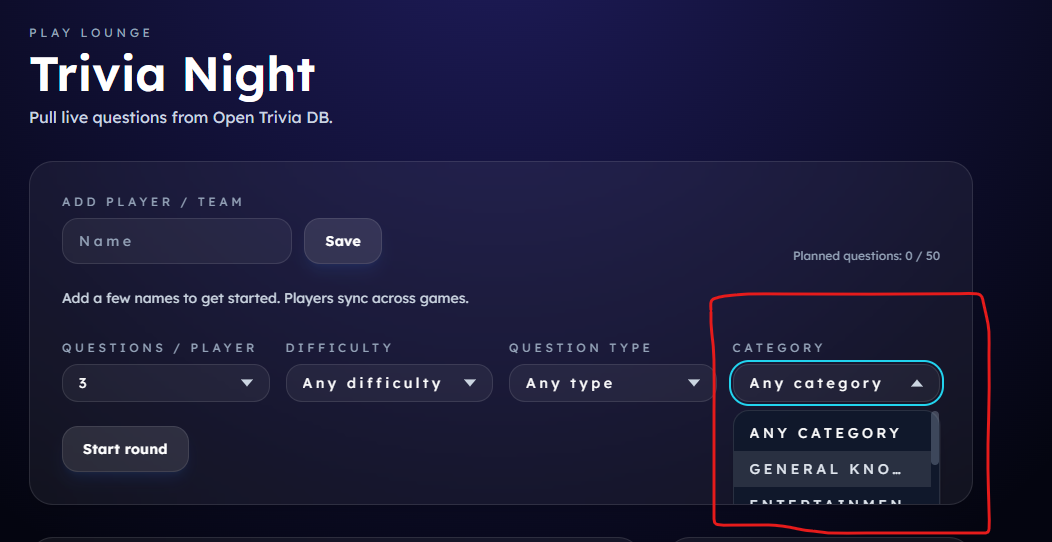 PLAY LOUNGE
Trivia Night
Pull live questions from Open Trivia DB.
ADD PLAYER / TEAM
Name
Save
Planned questions: 0 / 50
Add a few names to get started. Players sync across games.
QUESTIONS / PLAYER
DIFFICULTY
QUESTION TYPE
CATEGORY
3
Any difficulty
Any type
Any category
ANY CATEGORY
GENERAL KNO…
Start round